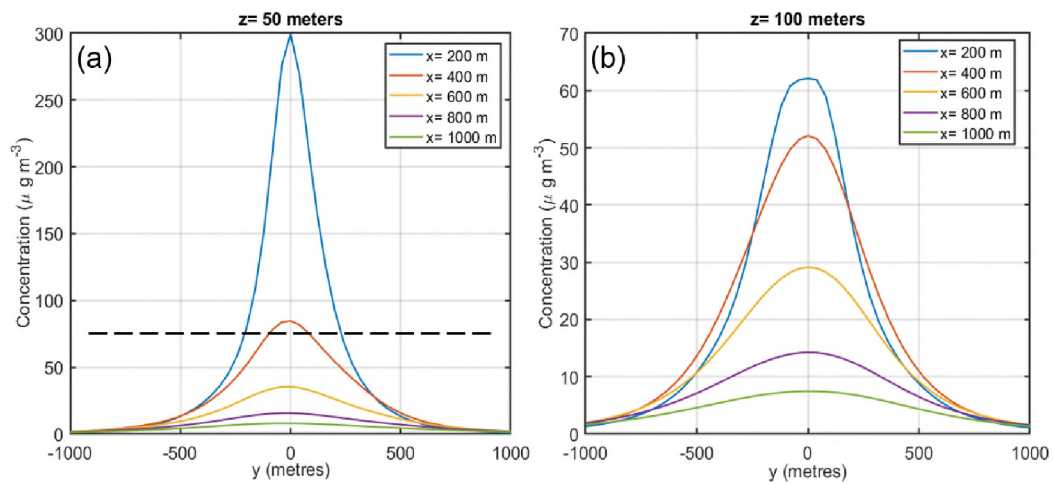 z= 50 meters
(a)
x= 200 m
x= 400 m
x= 600 m
x= 800 m
x= 1000 m
300
250
200
150
100
50
0
Concentration (μ g m⁻³)
-1000
-500
0
500
1000
y (metres)
z= 100 meters
(b)
x= 200 m
x= 400 m
x= 600 m
x= 800 m
x= 1000 m
70
60
50
40
30
20
10
0
Concentration (μ g m⁻³)
-1000
-500
0
500
1000
y (metres)